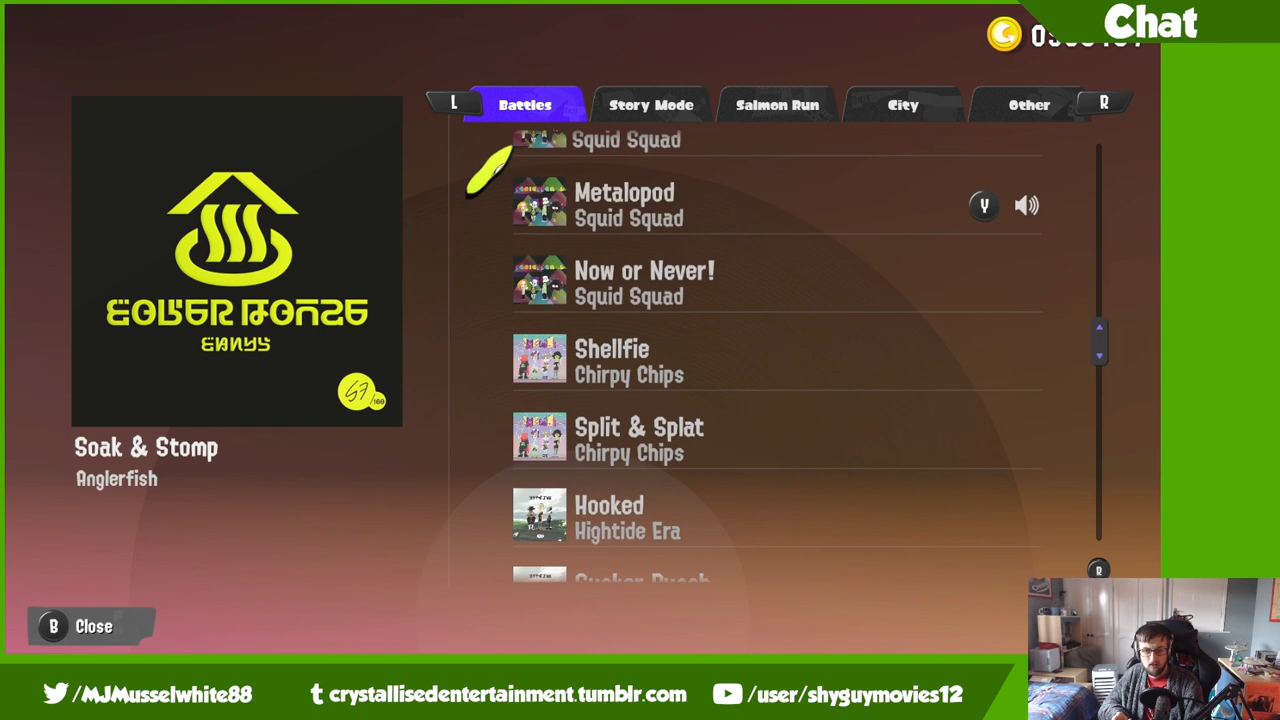 Chat
L
Battles
Story Mode
Salmon Run
City
Other
R
Squid Squad
Metalopod
Squid Squad
Y
Now or Never!
Squid Squad
Shellfie
Chirpy Chips
Split & Splat
Chirpy Chips
Hooked
Hightide Era
R
57/100
Soak & Stomp
Anglerfish
B Close
/MJMusselwhite88
crystallisedentertainment.tumblr.com
/user/shyguymovies12